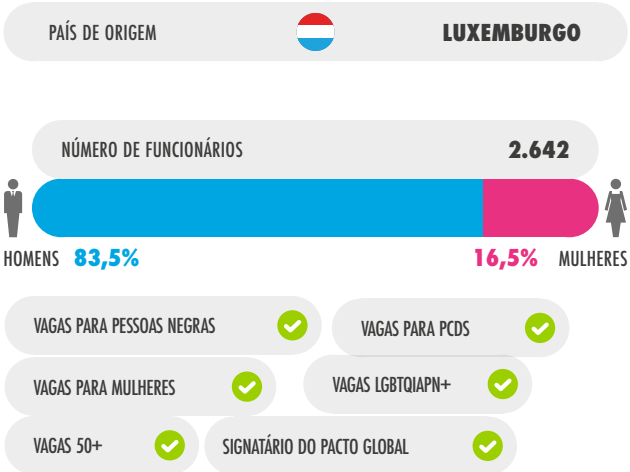 PAÍS DE ORIGEM LUXEMBURGO
NÚMERO DE FUNCIONÁRIOS 2.642
HOMENS 83,5% 16,5% MULHERES
VAGAS PARA PESSOAS NEGRAS VAGAS PARA PCDS
VAGAS PARA MULHERES VAGAS LGBTQIAPN+
VAGAS 50+ SIGNATÁRIO DO PACTO GLOBAL